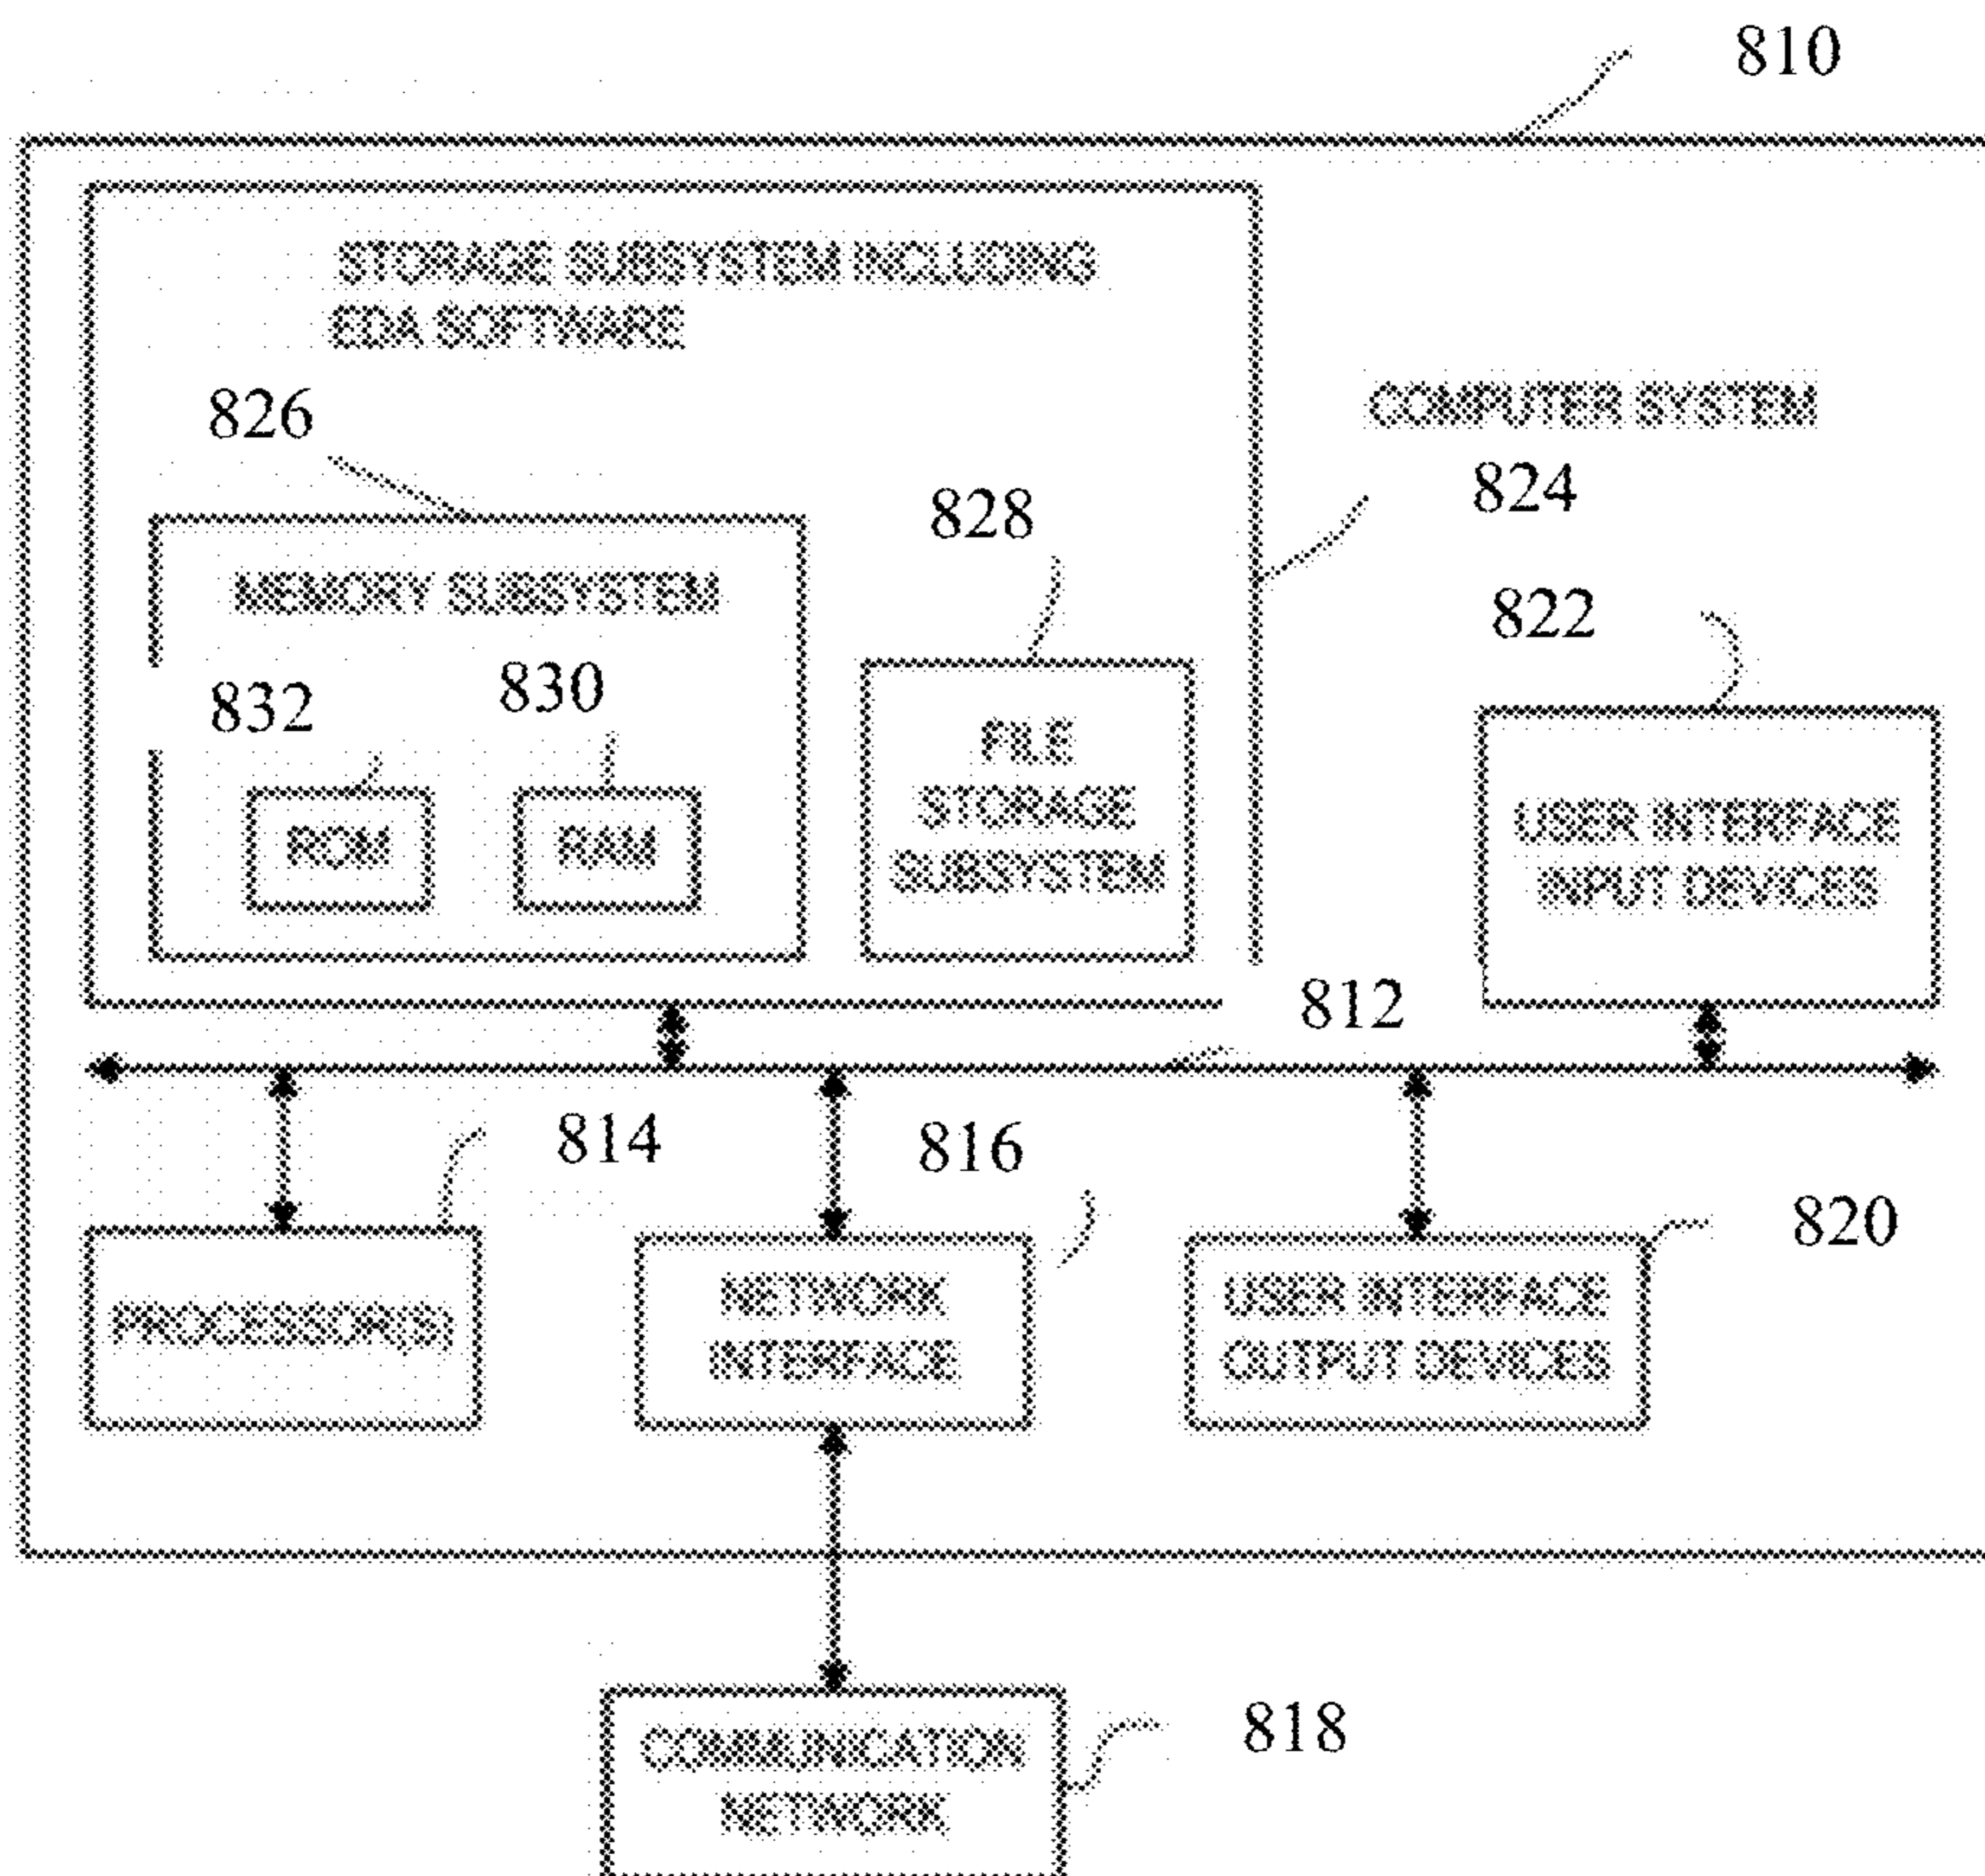 810
STORAGE SUBSYSTEM INCLUDING
EDA SOFTWARE
826
COMPUTER SYSTEM
824
828
MEMORY SUBSYSTEM
822
832
830
FILE
STORAGE
SUBSYSTEM
ROM
RAM
USER INTERFACE
INPUT DEVICES
812
814
816
820
PROCESSOR(S)
NETWORK
INTERFACE
USER INTERFACE
OUTPUT DEVICES
818
COMMUNICATION
NETWORK